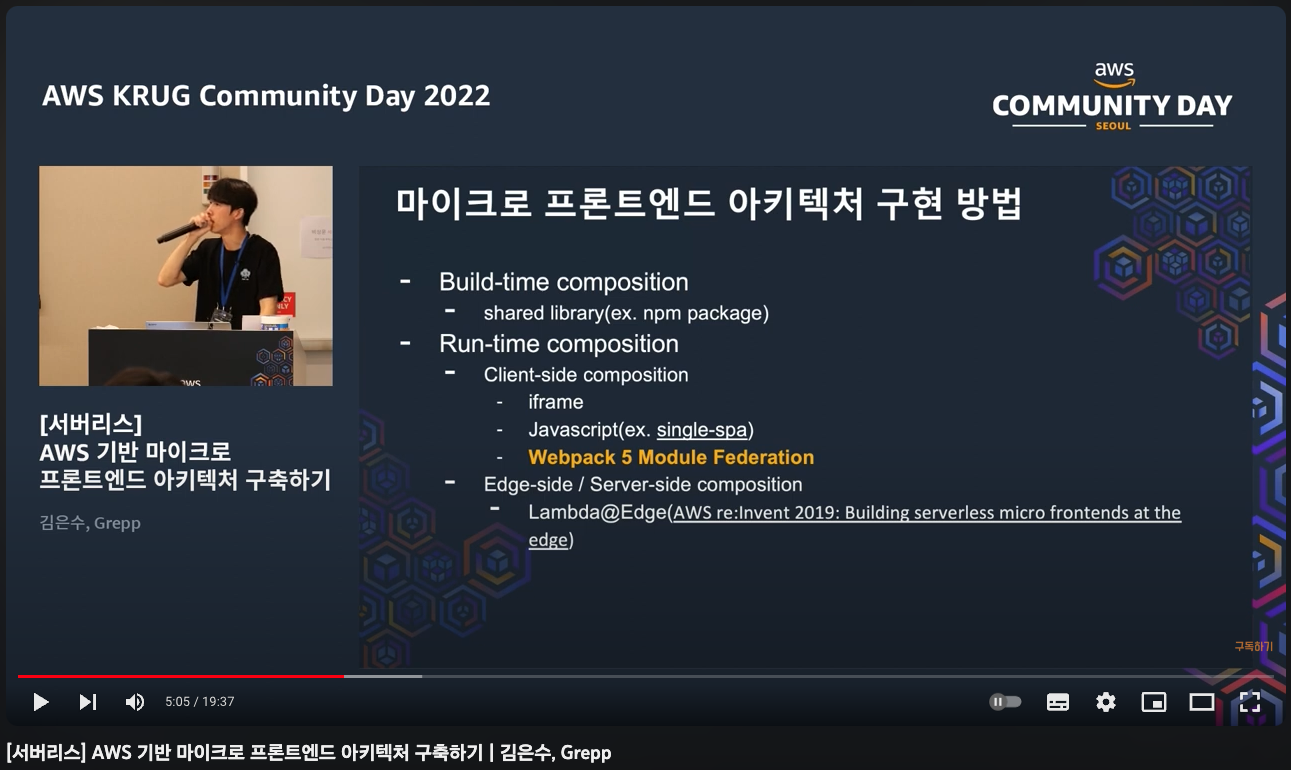 AWS KRUG Community Day 2022
aws
COMMUNITY DAY
SEOUL
[서버리스]
AWS 기반 마이크로
프론트엔드 아키텍처 구축하기
김은수, Grepp
마이크로 프론트엔드 아키텍처 구현 방법
- Build-time composition
- shared library(ex. npm package)
- Run-time composition
- Client-side composition
- iframe
- Javascript(ex. single-spa)
- Webpack 5 Module Federation
- Edge-side / Server-side composition
- Lambda@Edge(AWS re:Invent 2019: Building serverless micro frontends at the
edge)
구독하기
5:05 / 19:37
[서버리스] AWS 기반 마이크로 프론트엔드 아키텍처 구축하기 | 김은수, Grepp